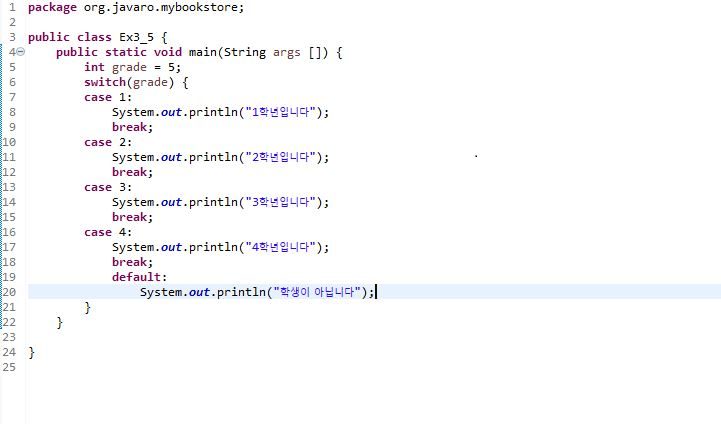 1 package org.javaro.mybookstore;
2
3 public class Ex3_5 {
4 public static void main(String args []) {
5 int grade = 5;
6 switch(grade) {
7 case 1:
8 System.out.println("1학년입니다");
9 break;
10 case 2:
11 System.out.println("2학년입니다");
12 break;
13 case 3:
14 System.out.println("3학년입니다");
15 break;
16 case 4:
17 System.out.println("4학년입니다");
18 break;
19 default:
20 System.out.println("학생이 아닙니다");
21 }
22 }
23
24 }
25